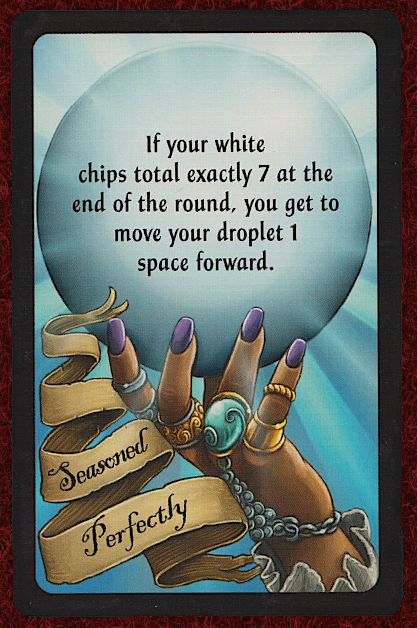 If your white
chips total exactly 7 at the
end of the round, you get to
move your droplet 1
space forward.
Seasoned
Perfectly